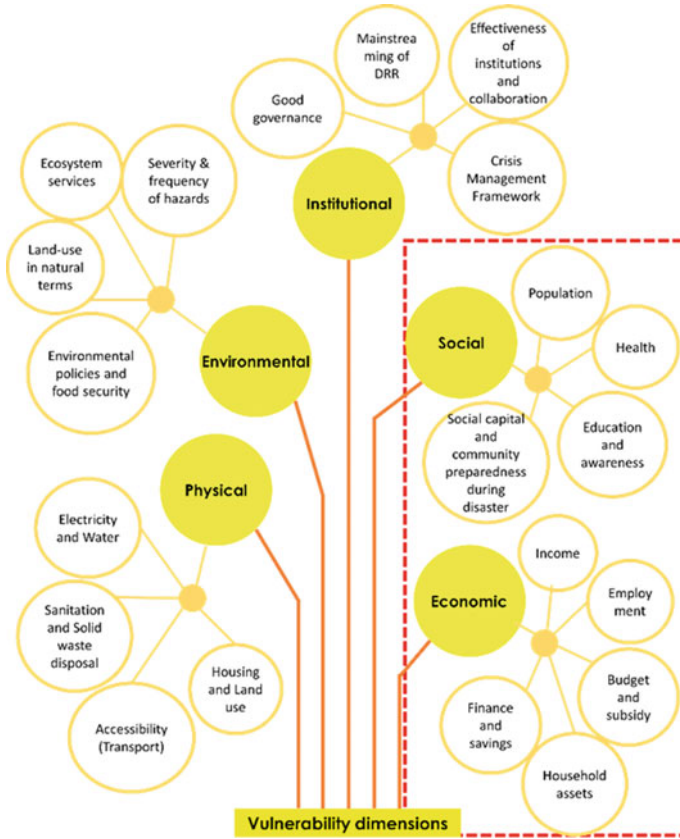 Mainstrea
ming of
DRR
Effectiveness
of
institutions
and
collaboration
Good
governance
Crisis
Management
Framework
Institutional
Ecosystem
services
Severity &
frequency
of hazards
Land-use
in natural
terms
Environmental
policies and
food security
Environmental
Population
Health
Social
Education
and
awareness
Social capital
and
community
preparedness
during
disaster
Physical
Electricity
and Water
Sanitation
and Solid
waste
disposal
Accessibility
(Transport)
Housing
and Land
use
Income
Employ
ment
Economic
Budget
and
subsidy
Finance
and
savings
Household
assets
Vulnerability dimensions